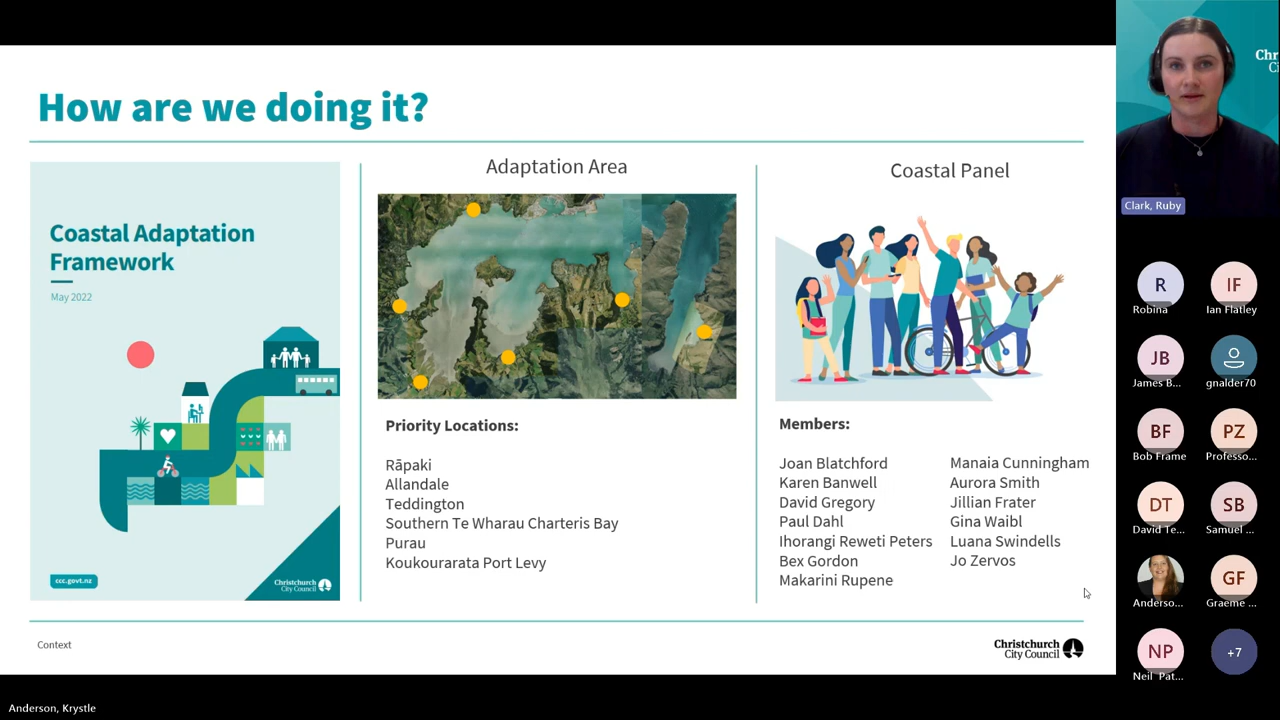 How are we doing it?
Coastal Adaptation
Framework
May 2022
ccc.govt.nz
Christchurch
City Council
Adaptation Area
Priority Locations:
Rāpaki
Allandale
Teddington
Southern Te Wharau Charteris Bay
Purau
Koukourarata Port Levy
Coastal Panel
Members:
Joan Blatchford
Karen Banwell
David Gregory
Paul Dahl
Ihorangi Reweti Peters
Bex Gordon
Makarini Rupene
Manaia Cunningham
Aurora Smith
Jillian Frater
Gina Waibl
Luana Swindells
Jo Zervos
Context
Christchurch
City Council
Chr
Ci
Clark, Ruby
R
Robina
IF
Ian Flatley
JB
James B...
gnalder70
BF
Bob Frame
PZ
Professo...
DT
David Te...
SB
Samuel ...
Anderso...
GF
Graeme ...
NP
Neil Pat...
+7
Anderson, Krystle